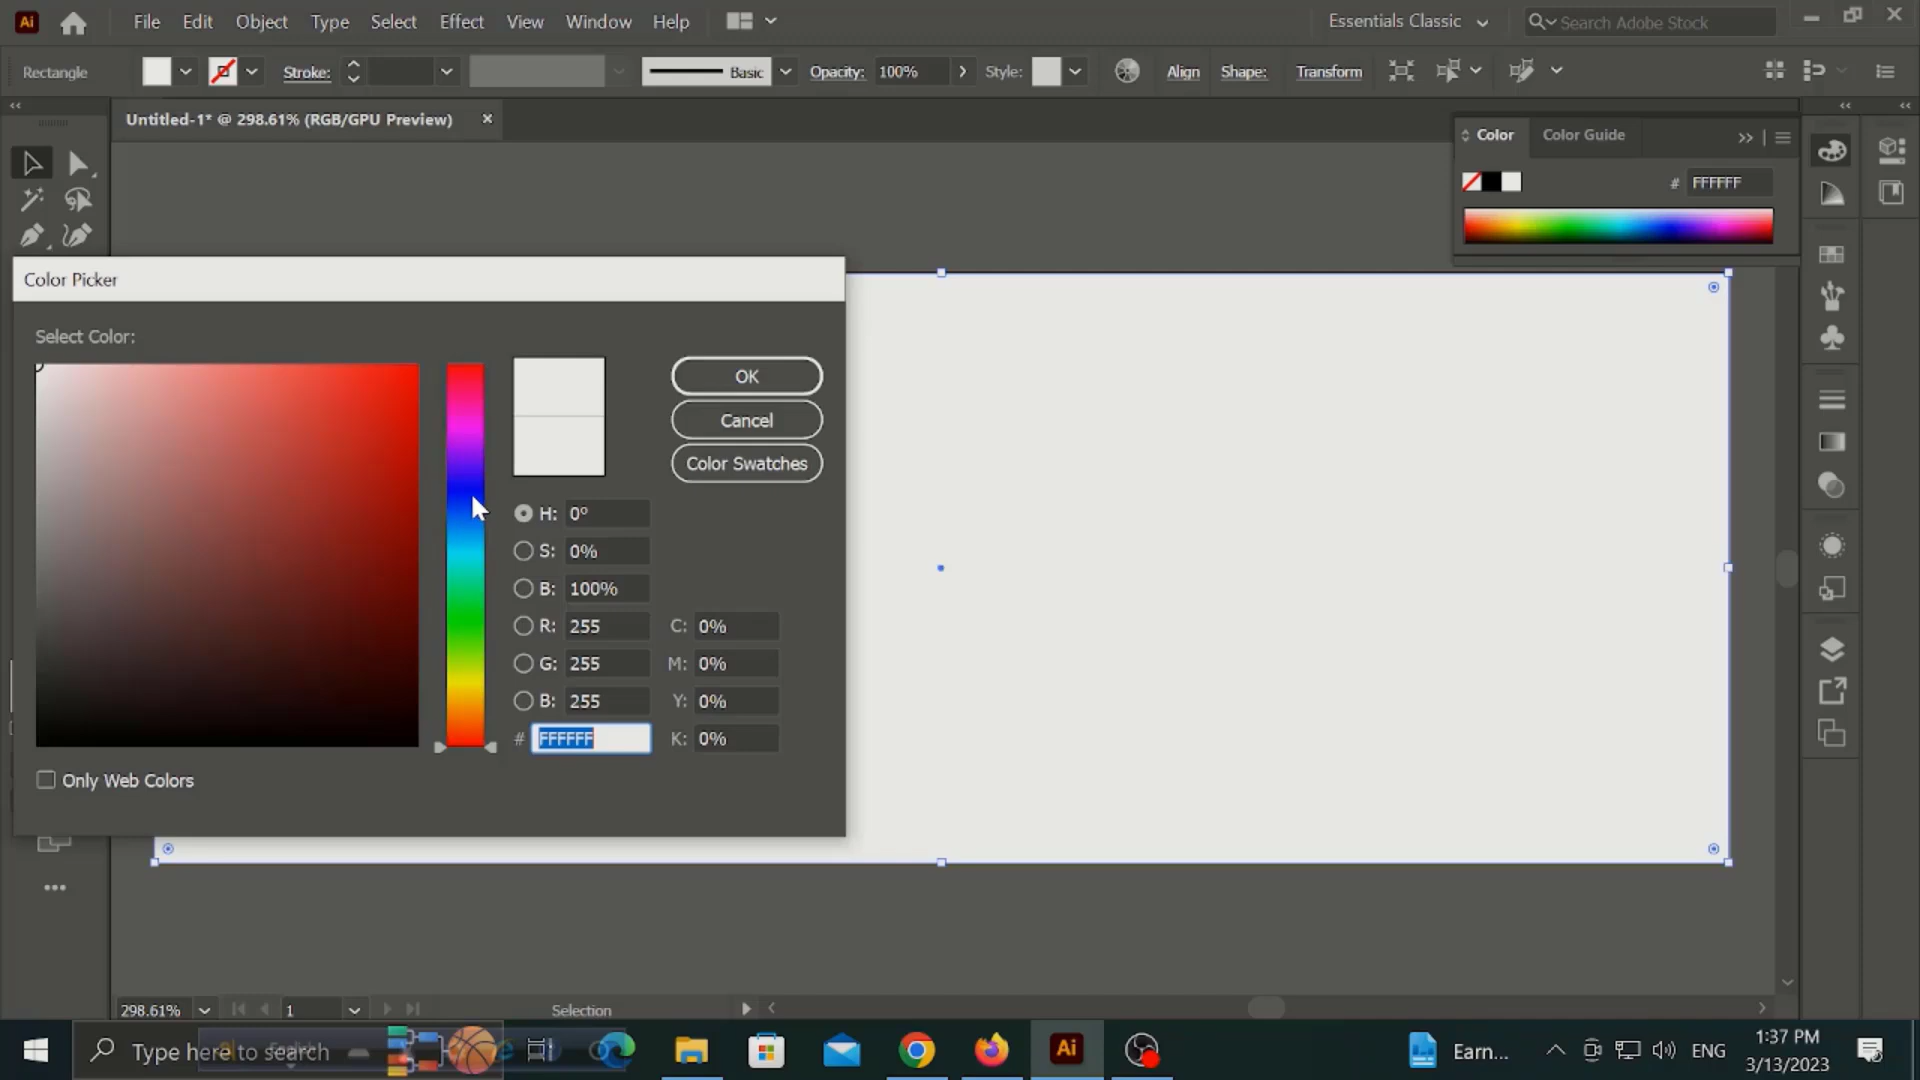 Ai File Edit Object Type Select Effect View Window Help Essentials Classic Search Adobe Stock
Rectangle Stroke: Basic Opacity: 100% Style: Align Shape: Transform
Untitled-1* @ 298.61% (RGB/GPU Preview)
Color Color Guide
# FFFFFF
Color Picker
Select Color:
OK
Cancel
Color Swatches
H: 0º
S: 0%
B: 100%
R: 255 C: 0%
G: 255 M: 0%
B: 255 Y: 0%
# FFFFFF K: 0%
Only Web Colors
298.61% 1 Selection
Type here to search Ai Earn... ENG
1:37 PM
3/13/2023